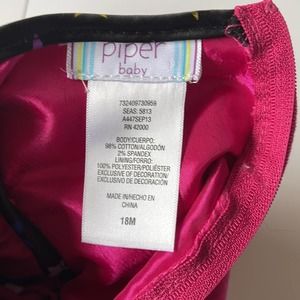 piper
baby
732409730959
SEAS: 5813
A447SEP13
RN 42000
BODY/CUERPO:
98% COTTON/ALGODÓN
2% SPANDEX
LINING/FORRO:
100% POLYESTER/POLIÉSTER
EXCLUSIVE OF DECORATION/
EXCLUSIVO DE DECORACIÓN
MADE IN/HECHO EN
CHINA
18M